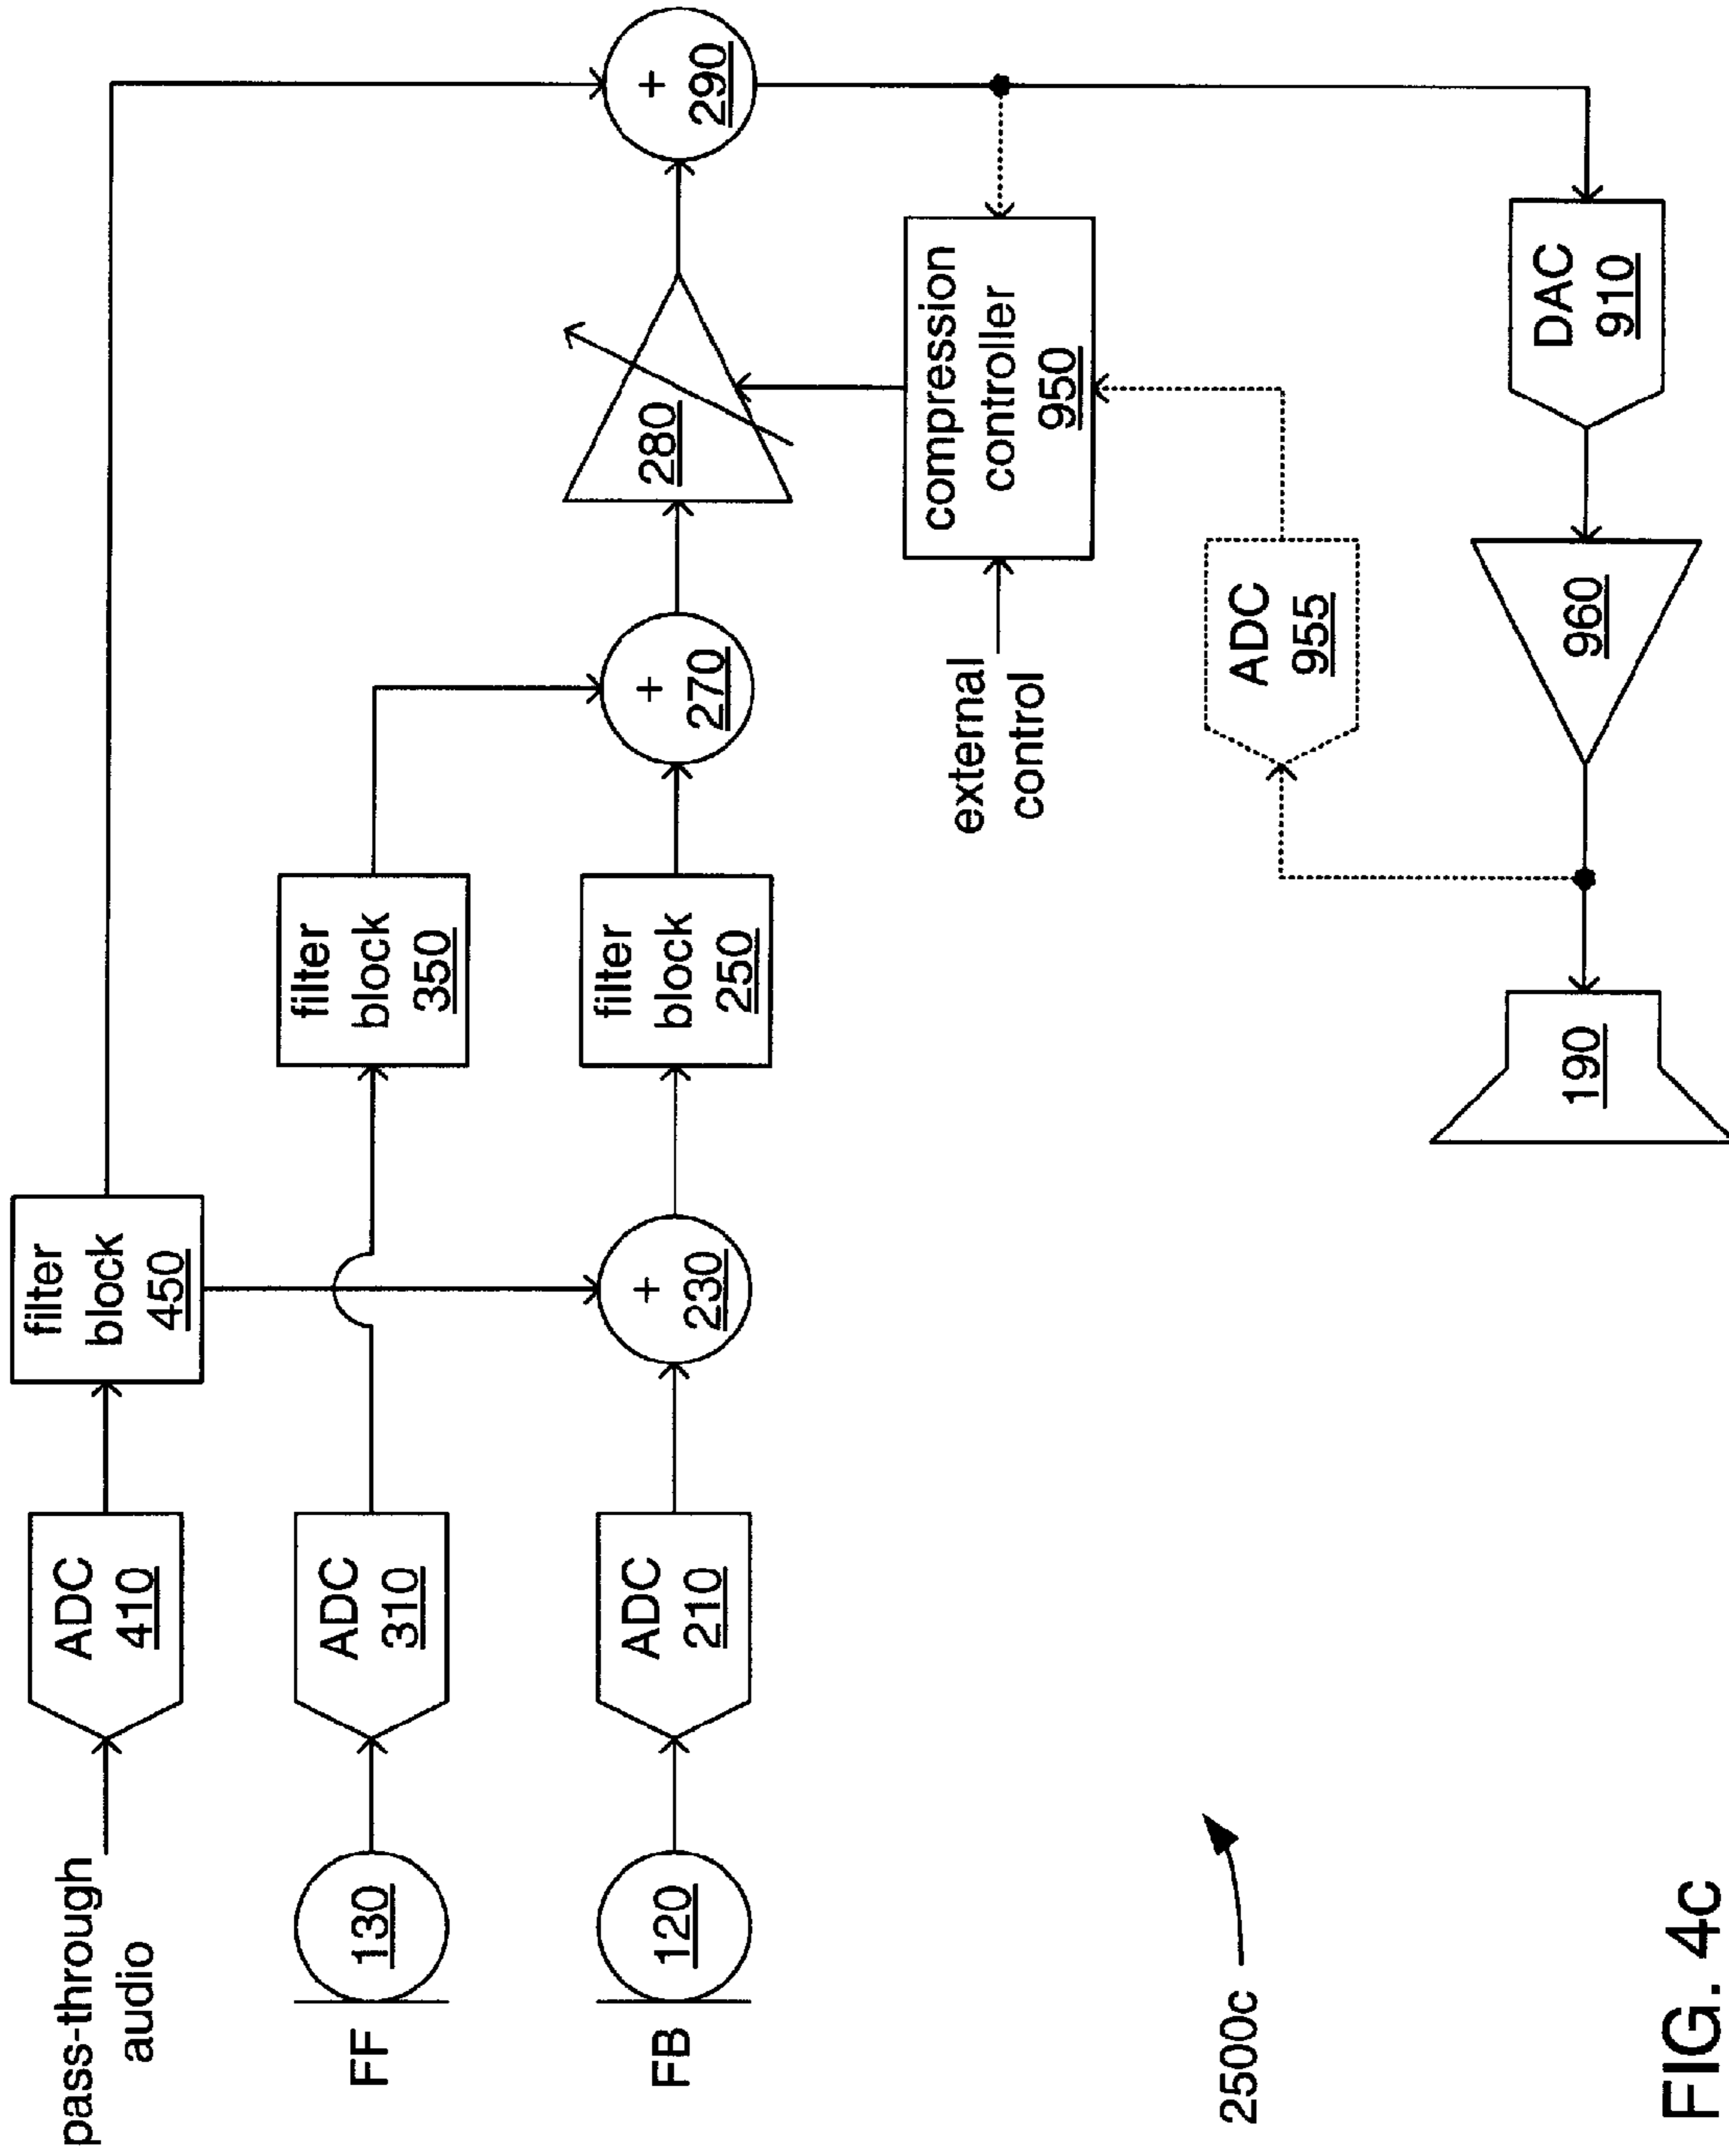 pass-through
audio
ADC
410
filter
block
450
FF
130
ADC
310
filter
block
350
FB
120
ADC
210
+
230
filter
block
250
+
270
280
+
290
external
control
compression
controller
950
ADC
955
190
960
DAC
910
2500c
FIG. 4c